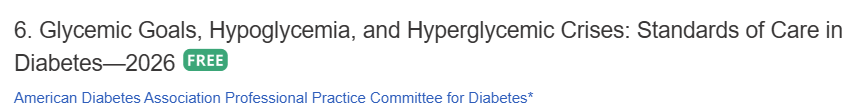 6. Glycemic Goals, Hypoglycemia, and Hyperglycemic Crises: Standards of Care in
Diabetes—2026 FREE
American Diabetes Association Professional Practice Committee for Diabetes*